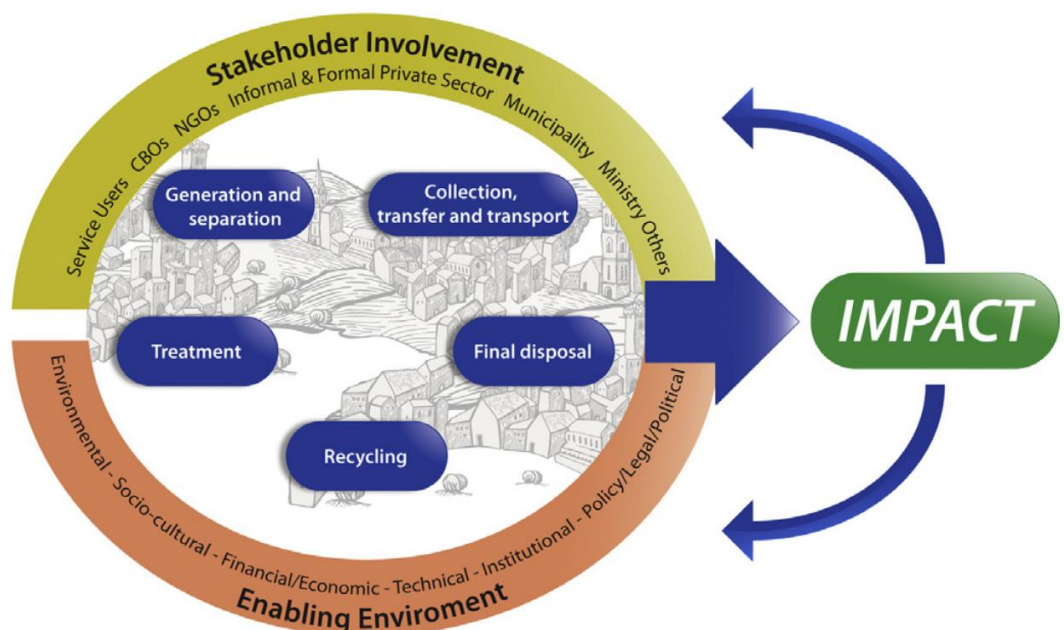 Stakeholder Involvement
Service Users CBOs NGOs Informal & Formal Private Sector Municipality Ministry Others
Generation and
separation
Collection,
transfer and transport
Treatment
Final disposal
Recycling
IMPACT
Environmental - Socio-cultural - Financial/Economic - Technical - Institutional - Policy/Legal/Political
Enabling Enviroment